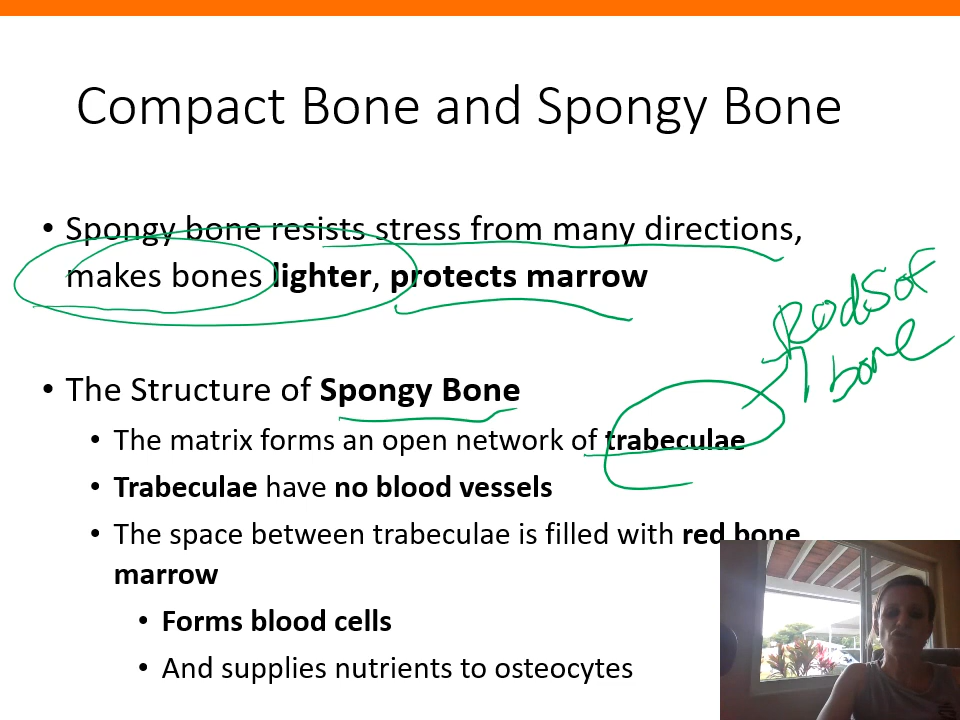 Compact Bone and Spongy Bone
• Spongy bone resists stress from many directions,
makes bones lighter, protects marrow
Rods of
bone
• The Structure of Spongy Bone
• The matrix forms an open network of trabeculae
• Trabeculae have no blood vessels
• The space between trabeculae is filled with red bone
marrow
• Forms blood cells
• And supplies nutrients to osteocytes